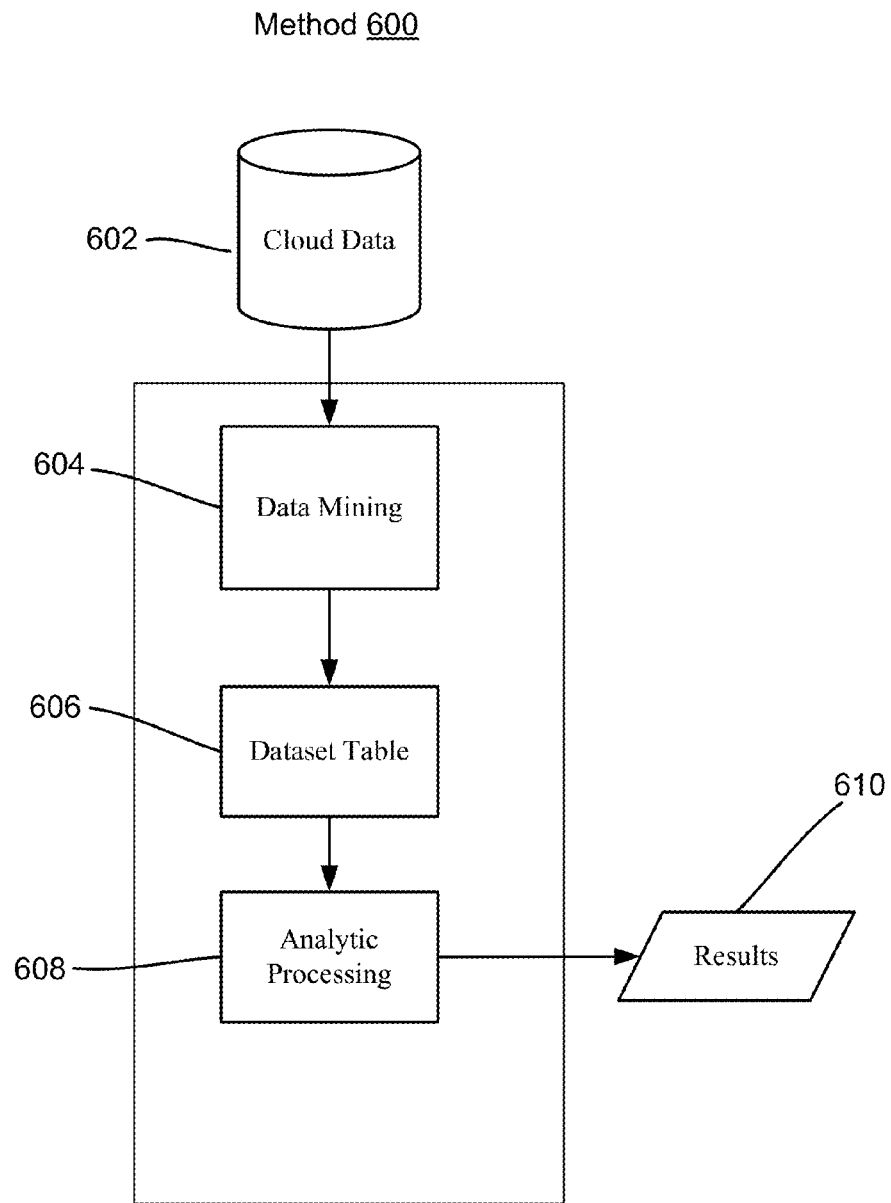 Method 600
602
Cloud Data
604
Data Mining
606
Dataset Table
610
608
Analytic
Processing
Results